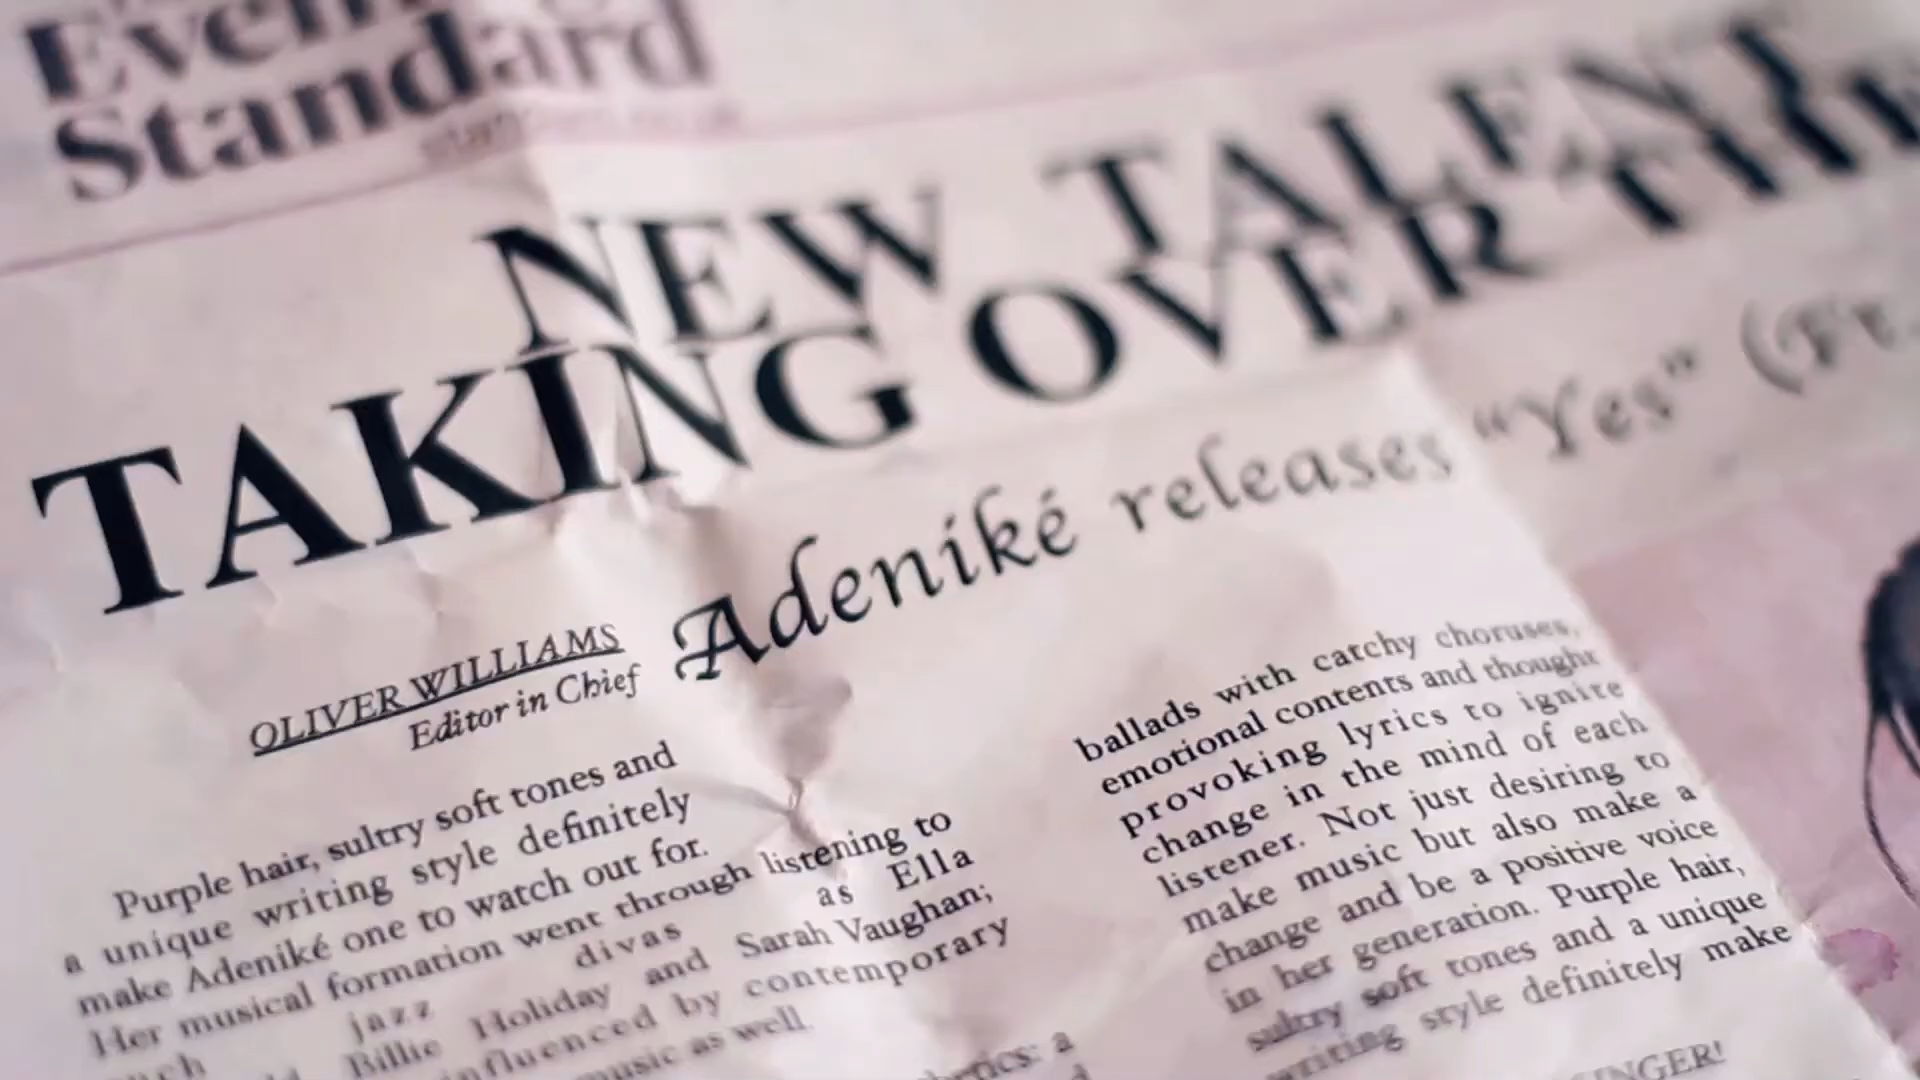 Standard
NEW TALENT
TAKING OVER THE
Adeniké releases "Yes" (Ft.
OLIVER WILLIAMS
Editor in Chief
Purple hair, sultry soft tones and
a unique writing style definitely
make Adeniké one to watch out for.
Her musical formation went through listening to
jazz divas as Ella
Billie Holiday and Sarah Vaughan;
influenced by contemporary
music as well.
ballads with catchy choruses,
emotional contents and thought
provoking lyrics to ignite
change in the mind of each
listener. Not just desiring to
make music but also make a
change and be a positive voice
in her generation. Purple hair,
sultry soft tones and a unique
writing style definitely make